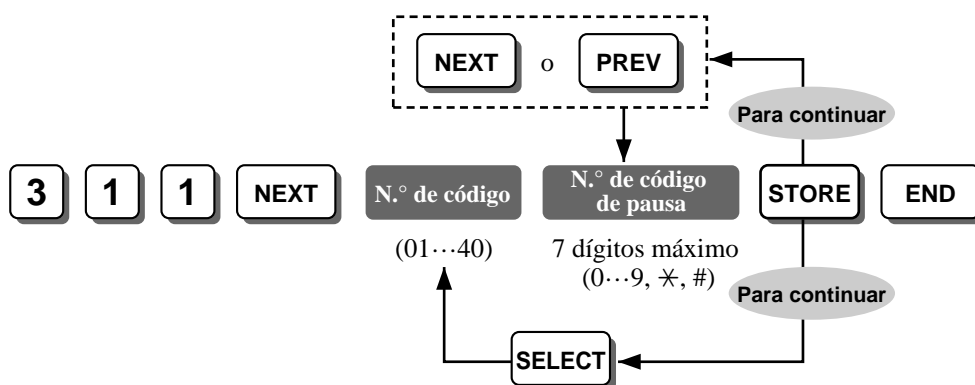 NEXT o PREV
Para continuar
3 1 1 NEXT N.° de código N.° de código de pausa STORE END
(01···40) 7 dígitos máximo
(0···9, ✳, #)
Para continuar
SELECT